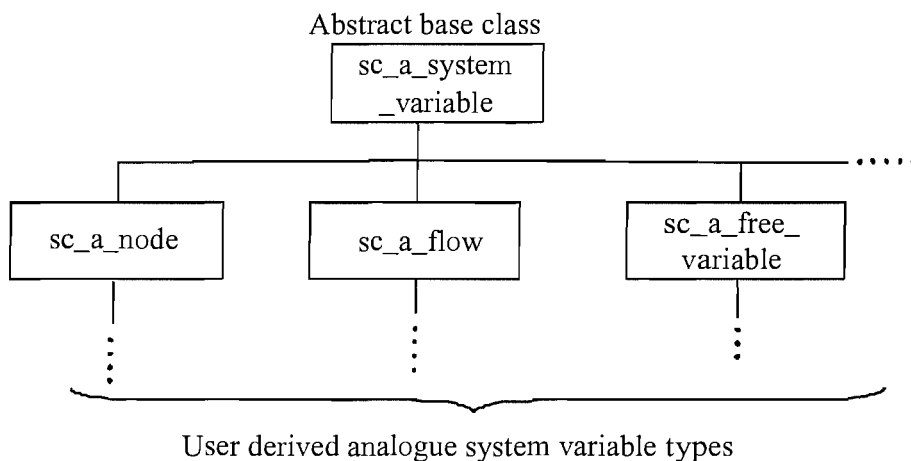 Abstract base class
sc_a_system
_variable
sc_a_node
sc_a_flow
sc_a_free_
variable
User derived analogue system variable types